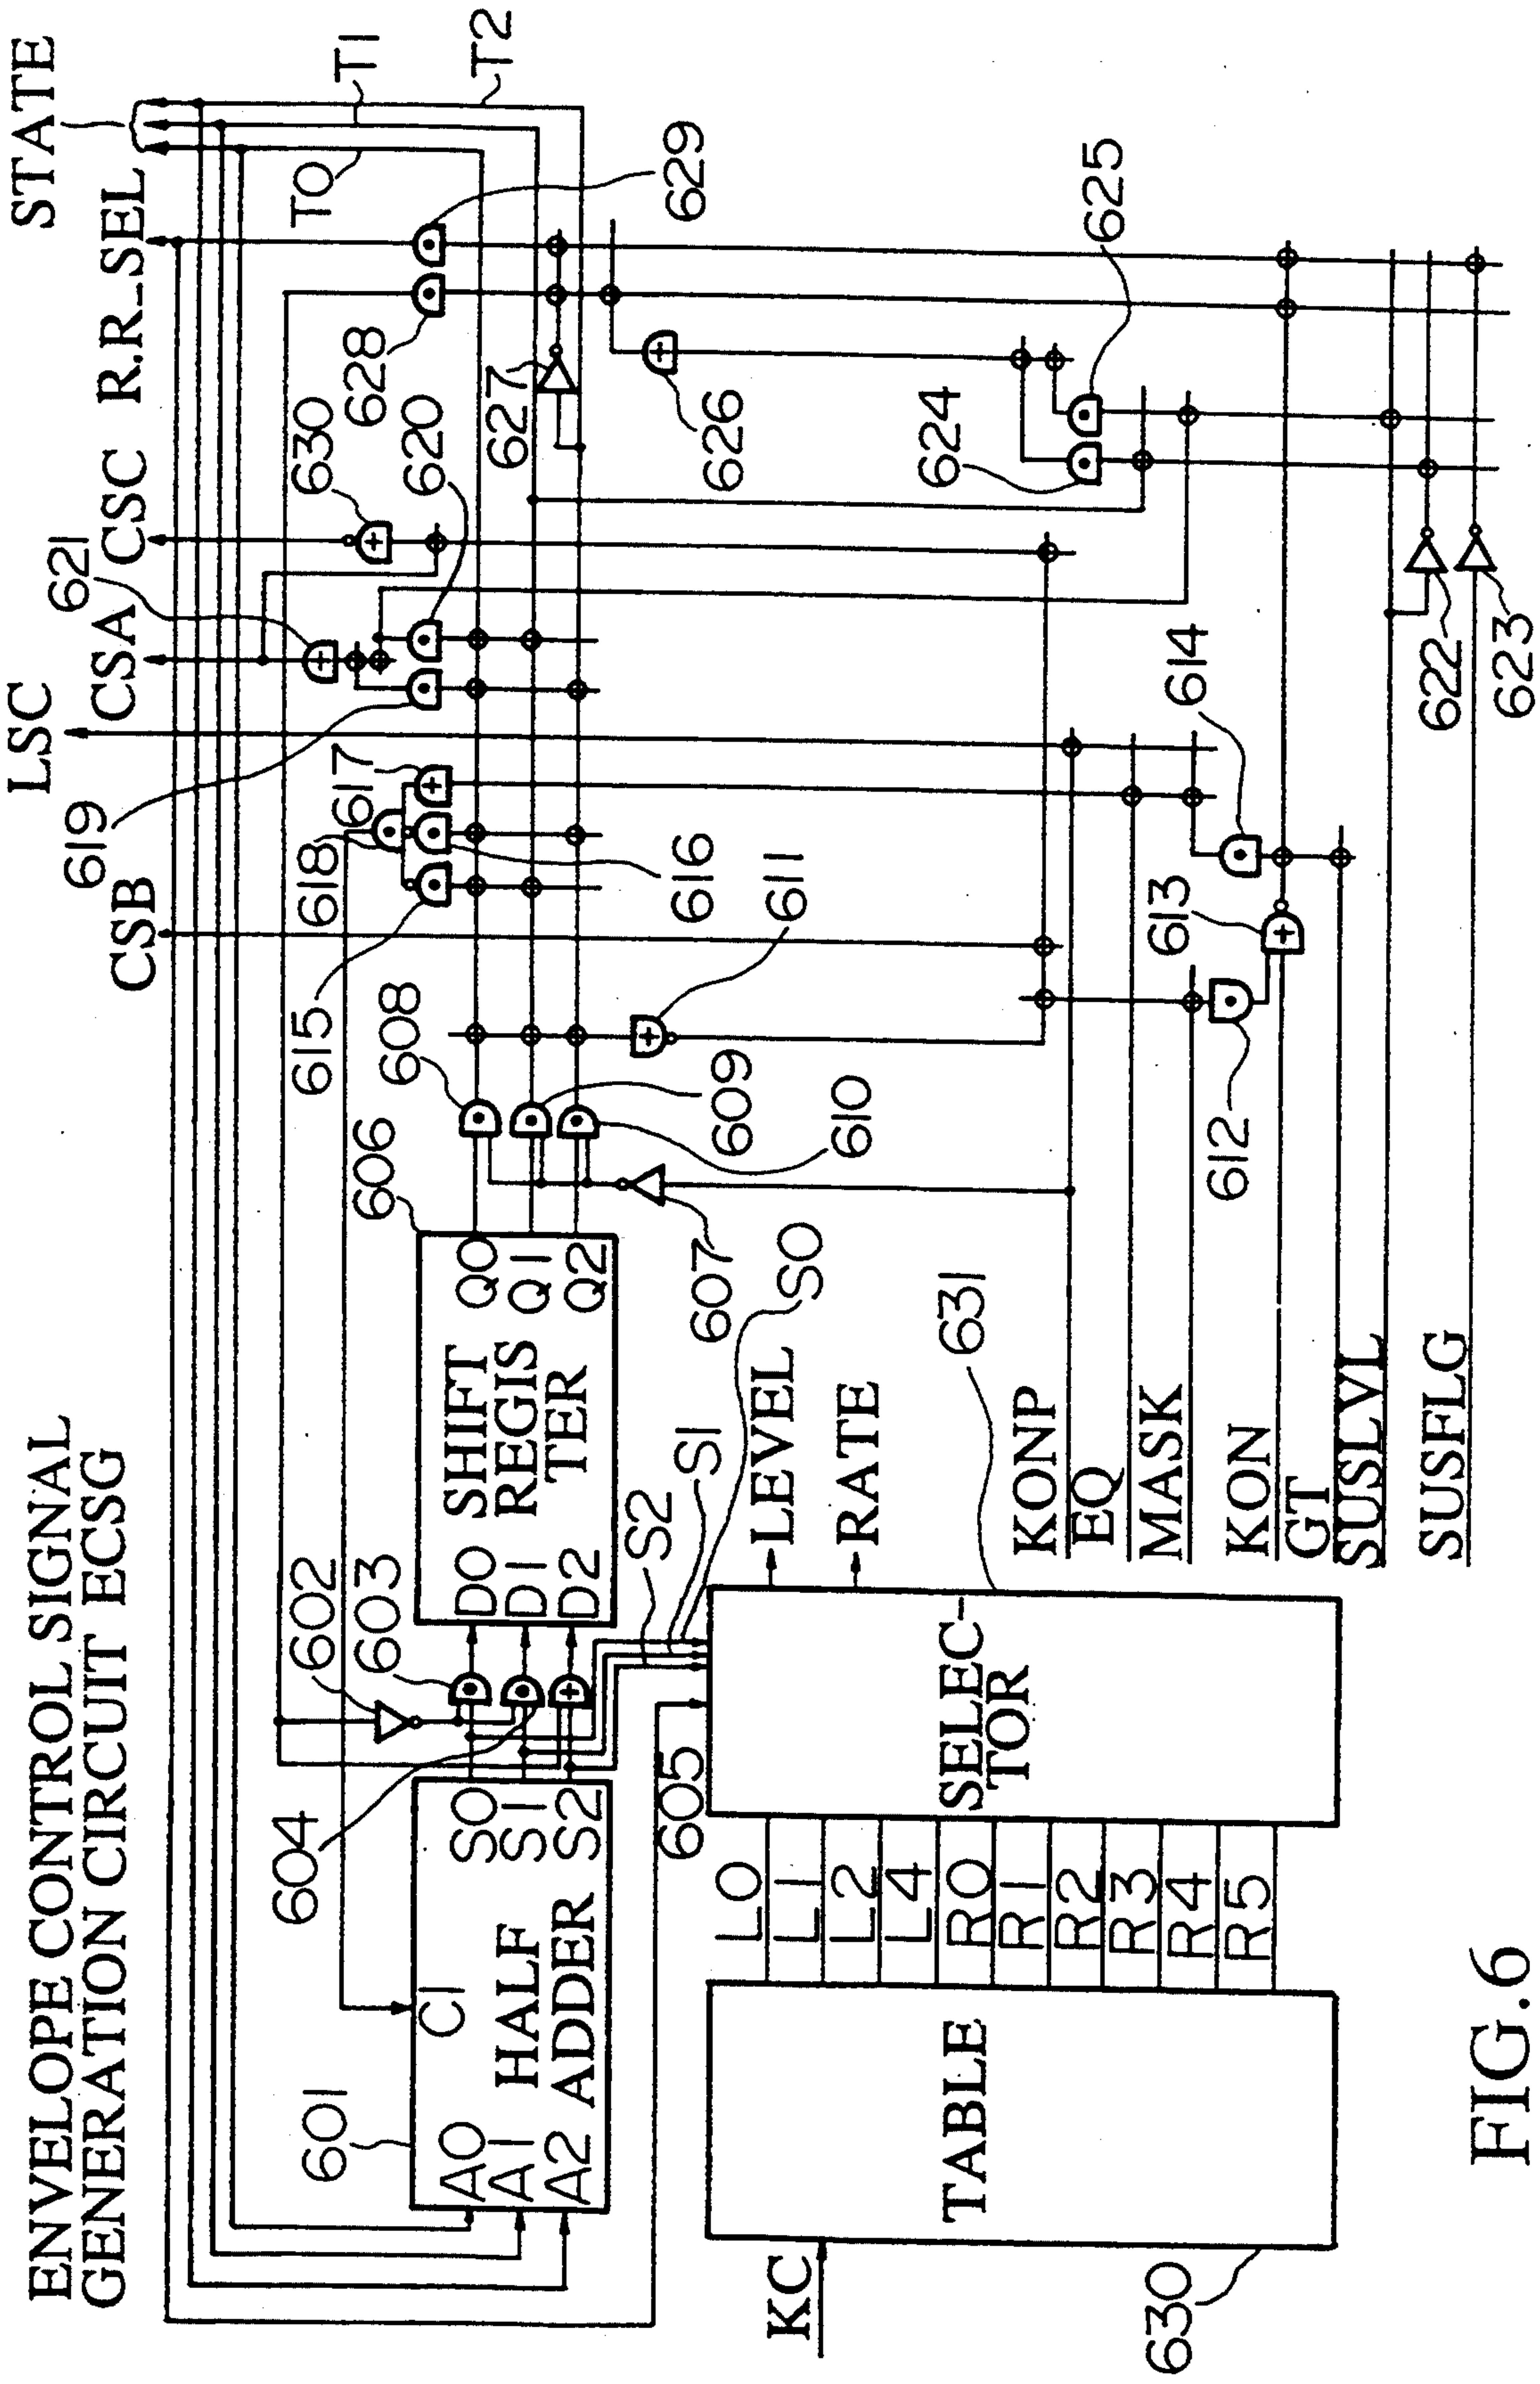 ENVELOPE CONTROL SIGNAL
GENERATION CIRCUIT ECSG
CSB
LSC
CSA
CSC
R.R_SEL
STATE
T0
T1
T2
601
A0
A1
A2
C1
HALF
ADDER
S0
S1
S2
602
603
604
605
606
D0
D1
D2
SHIFT
REGIS
TER
Q0
Q1
Q2
607
608
609
610
611
612
613
614
615
616
617
618
619
620
621
622
623
624
625
626
627
628
629
630
S2
S1
S0
KC
TABLE
630
L0
L1
L2
L4
R0
R1
R2
R3
R4
R5
SELEC-
TOR
631
LEVEL
RATE
KONP
EQ
MASK
KON
GT
SUSLVL
SUSFLG
FIG.6